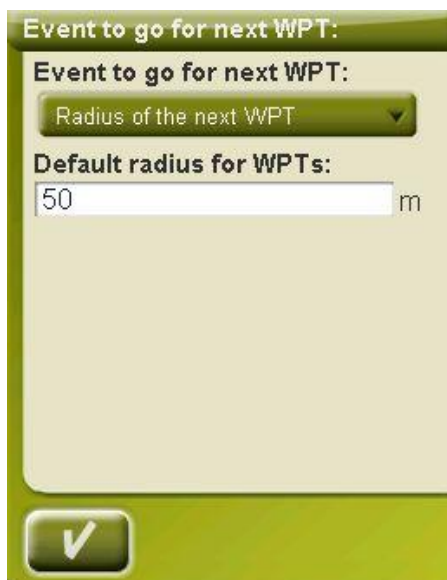 Event to go for next WPT:
Event to go for next WPT:
Radius of the next WPT
Default radius for WPTs:
50 m